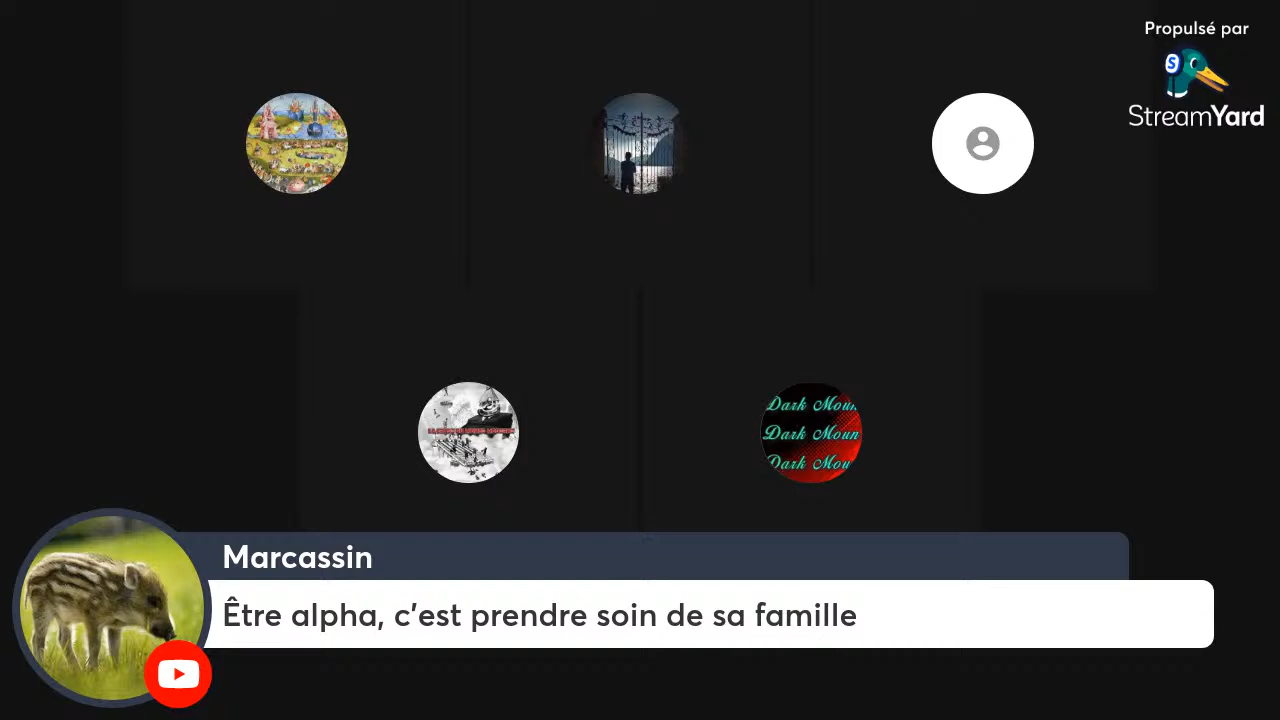 Propulsé par
S
StreamYard
Dark Moun
Dark Moun
Dark Mou
Marcassin
Être alpha, c'est prendre soin de sa famille